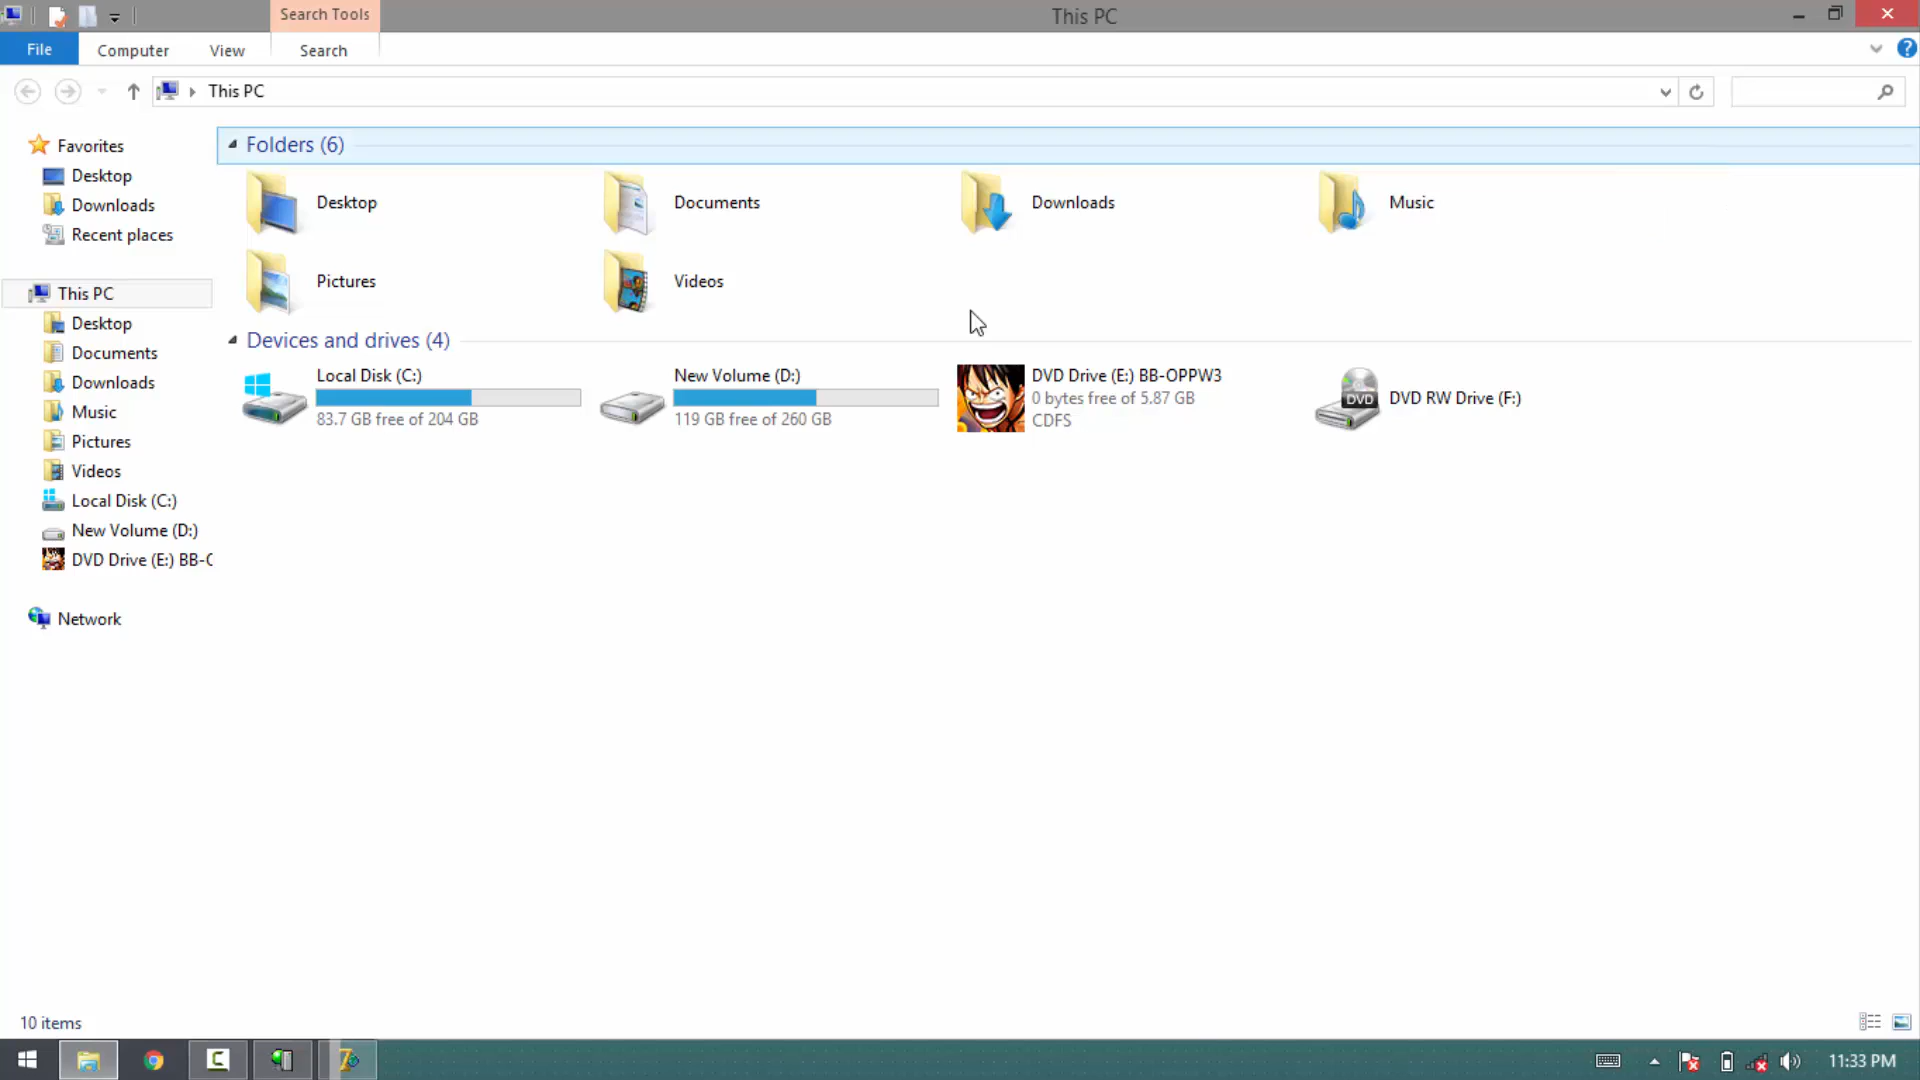 Search Tools
This PC
File
Computer
View
Search
This PC
Favorites
Desktop
Downloads
Recent places
This PC
Desktop
Documents
Downloads
Music
Pictures
Videos
Local Disk (C:)
New Volume (D:)
DVD Drive (E:) BB-C
Network
Folders (6)
Desktop
Documents
Downloads
Music
Pictures
Videos
Devices and drives (4)
Local Disk (C:)
83.7 GB free of 204 GB
New Volume (D:)
119 GB free of 260 GB
DVD Drive (E:) BB-OPPW3
0 bytes free of 5.87 GB
CDFS
DVD
DVD RW Drive (F:)
10 items
11:33 PM